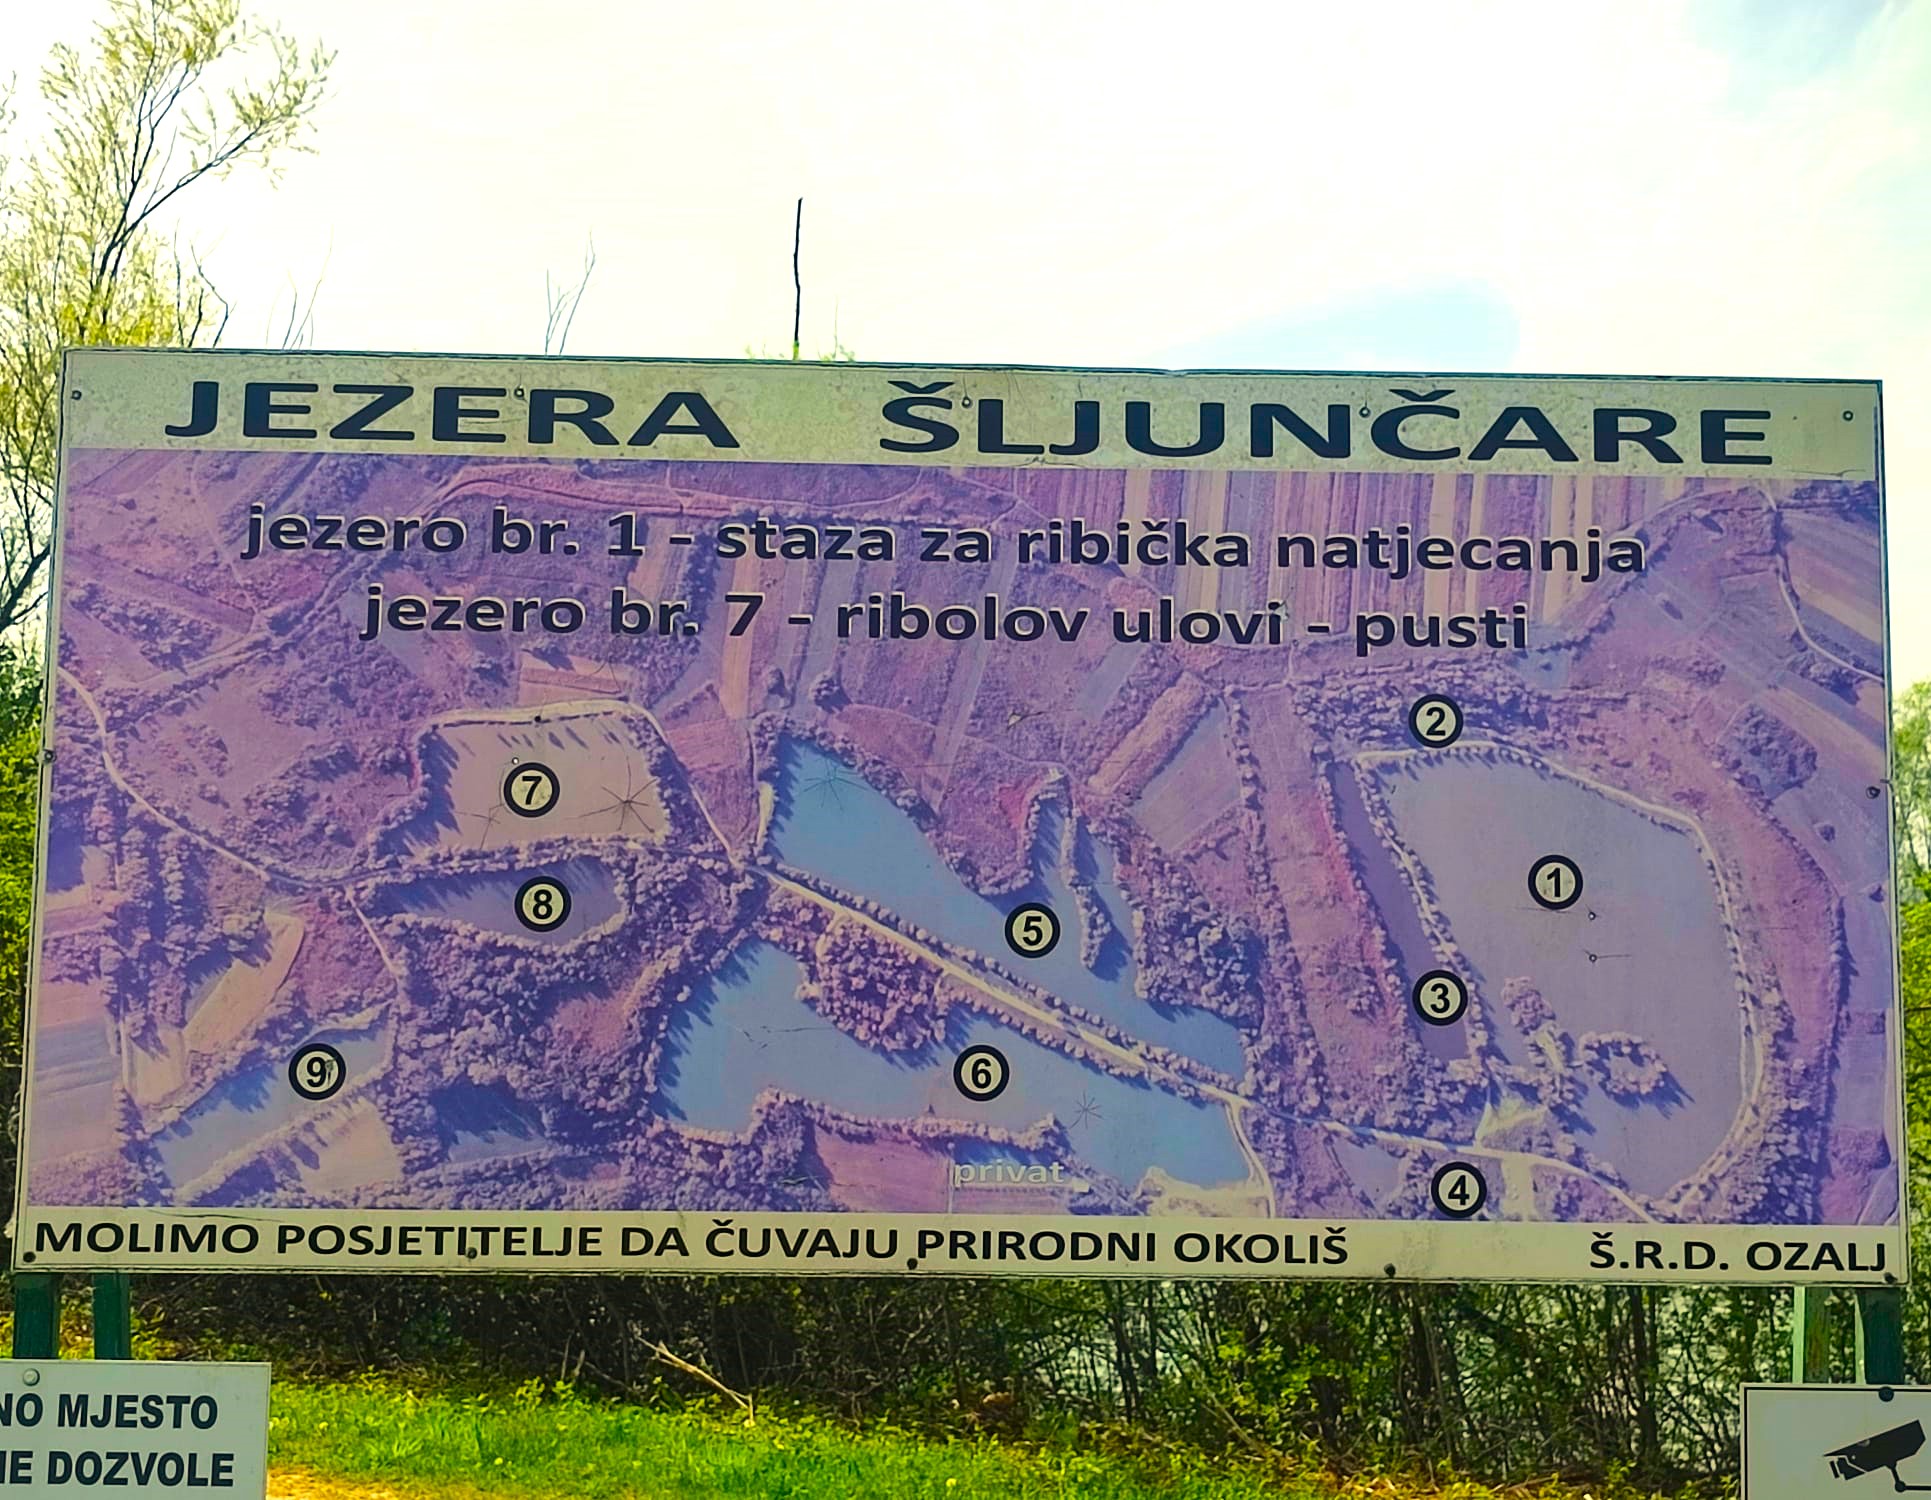 JEZERA ŠLJUNČARE
jezero br. 1 - staza za ribička natjecanja
jezero br. 7 - ribolov ulovi - pusti
2
7
1
8
5
3
9
6
privat
4
MOLIMO POSJETITELJE DA ČUVAJU PRIRODNI OKOLIŠ Š.R.D. OZALJ
NO MJESTO
NE DOZVOLE